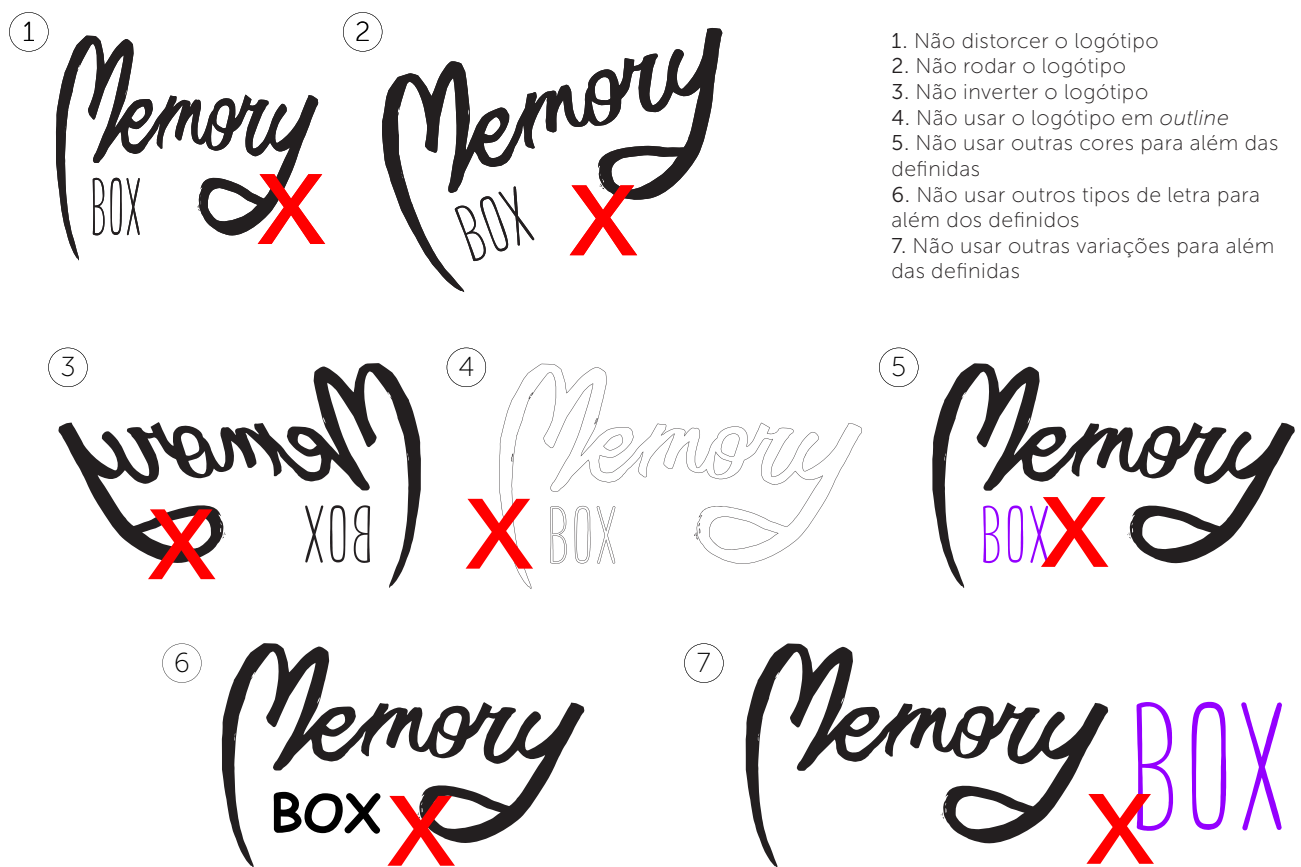 1
Memory
BOX
X
2
Memory
BOX
X
1. Não distorcer o logótipo
2. Não rodar o logótipo
3. Não inverter o logótipo
4. Não usar o logótipo em outline
5. Não usar outras cores para além das
definidas
6. Não usar outros tipos de letra para
além dos definidos
7. Não usar outras variações para além
das definidas
3
Memory
BOX
X
4
Memory
BOX
X
5
Memory
BOX
X
6
Memory
BOX
X
7
Memory
BOX
X